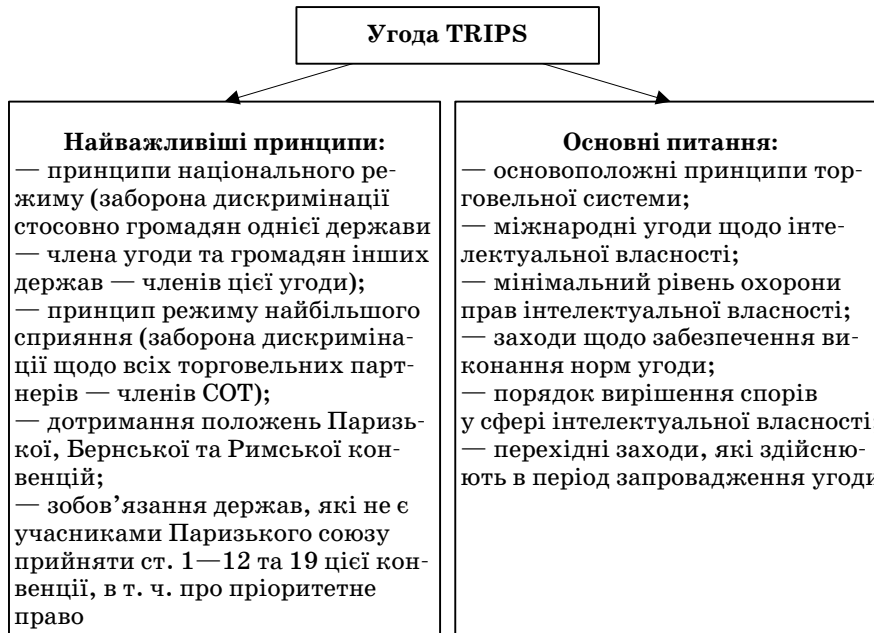 Угода TRIPS
Найважливіші принципи:
— принципи національного ре-
жиму (заборона дискримінації
стосовно громадян однієї держави
— члена угоди та громадян інших
держав — членів цієї угоди);
— принцип режиму найбільшого
сприяння (заборона дискриміна-
ції щодо всіх торговельних парт-
нерів — членів СОТ);
— дотримання положень Паризь-
кої, Бернської та Римської кон-
венцій;
— зобов’язання держав, які не є
учасниками Паризького союзу
прийняти ст. 1—12 та 19 цієї кон-
венції, в т. ч. про пріоритетне
право
Основні питання:
— основоположні принципи тор-
говельної системи;
— міжнародні угоди щодо інте-
лектуальної власності;
— мінімальний рівень охорони
прав інтелектуальної власності;
— заходи щодо забезпечення ви-
конання норм угоди;
— порядок вирішення спорів
у сфері інтелектуальної власності;
— перехідні заходи, які здійсню-
ють в період запровадження угоди